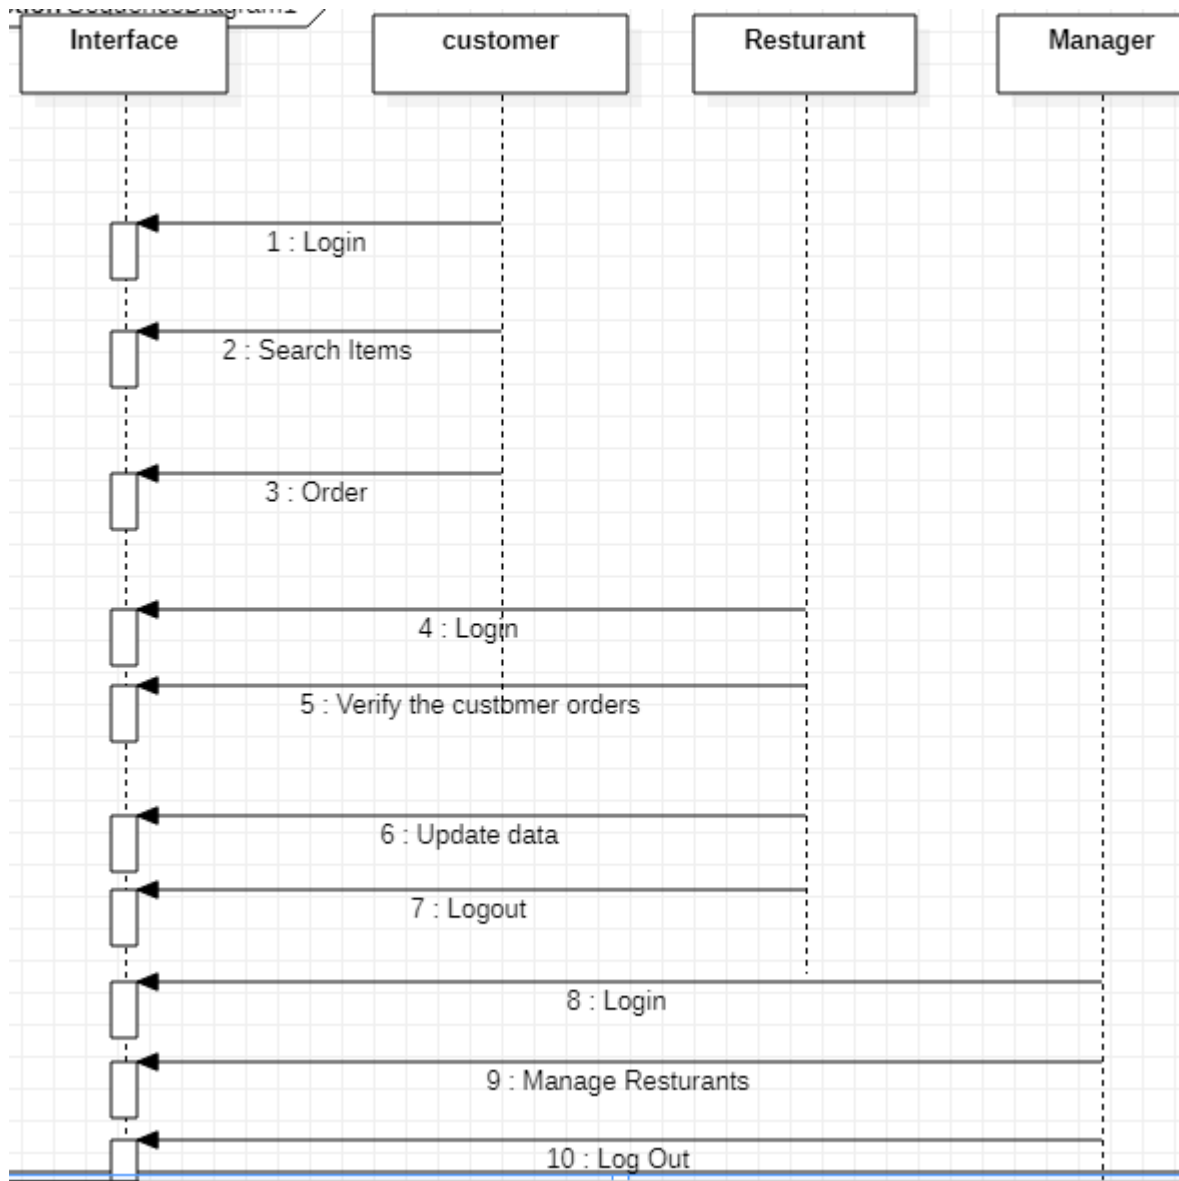 Interface
customer
Resturant
Manager
1 : Login
2 : Search Items
3 : Order
4 : Login
5 : Verify the customer orders
6 : Update data
7 : Logout
8 : Login
9 : Manage Resturants
10 : Log Out